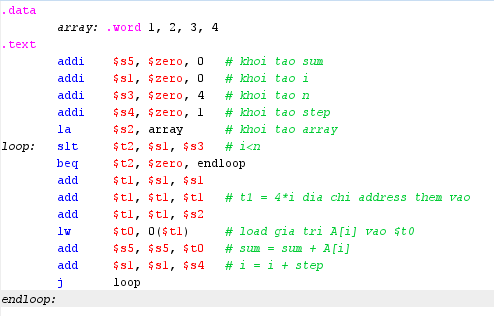 .data
array: .word 1, 2, 3, 4
.text
addi $s5, $zero, 0 # khoi tao sum
addi $s1, $zero, 0 # khoi tao i
addi $s3, $zero, 4 # khoi tao n
addi $s4, $zero, 1 # khoi tao step
la $s2, array # khoi tao array
loop: slt $t2, $s1, $s3 # i<n
beq $t2, $zero, endloop
add $t1, $s1, $s1
add $t1, $t1, $t1 # t1 = 4*i dia chi address them vao
add $t1, $t1, $s2
lw $t0, 0($t1) # load gia tri A[i] vao $t0
add $s5, $s5, $t0 # sum = sum + A[i]
add $s1, $s1, $s4 # i = i + step
j loop
endloop: